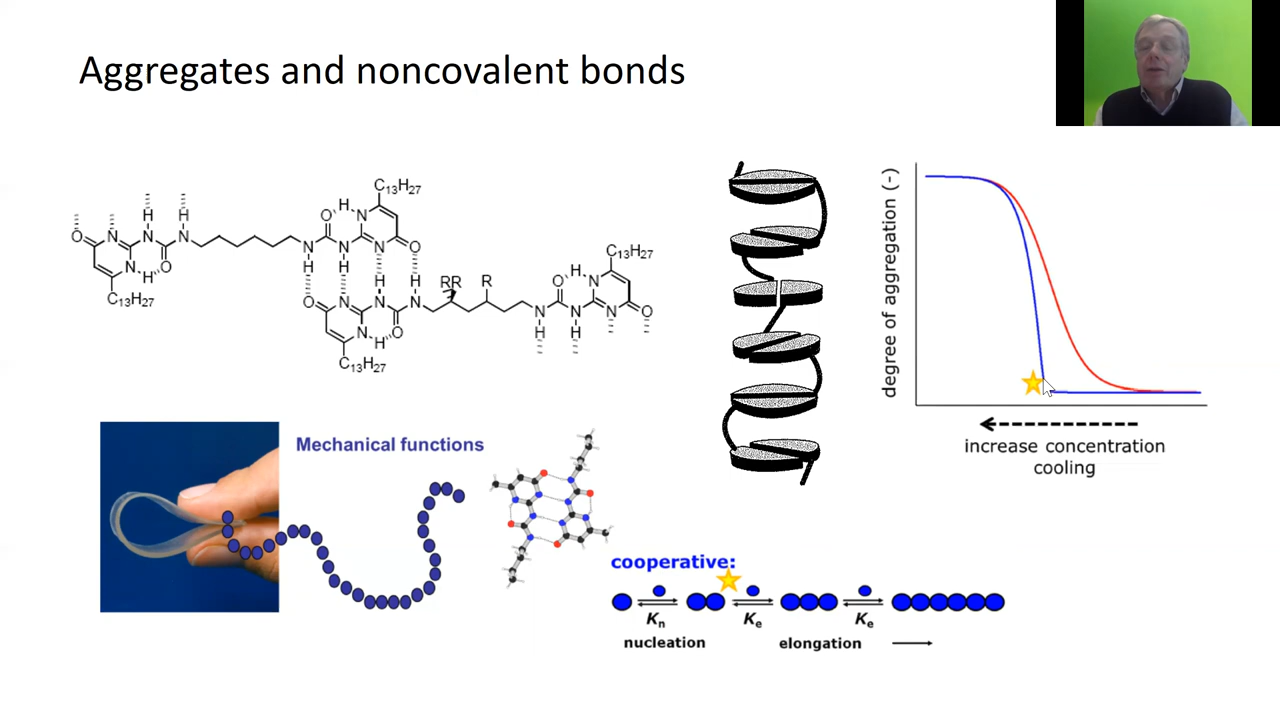 Aggregates and noncovalent bonds
C13H27
H
H
H
O
N
H
N
O
N
N
N
N
N
O
O
N
H
O
N
N
H
H
H
H
C13H27
C13H27
RR
R
O
H
N
O
N
N
N
N
N
O
N
H
O
N
H
H
C13H27
Mechanical functions
degree of aggregation (-)
increase concentration
cooling
cooperative:
Kn
Ke
Ke
nucleation
elongation